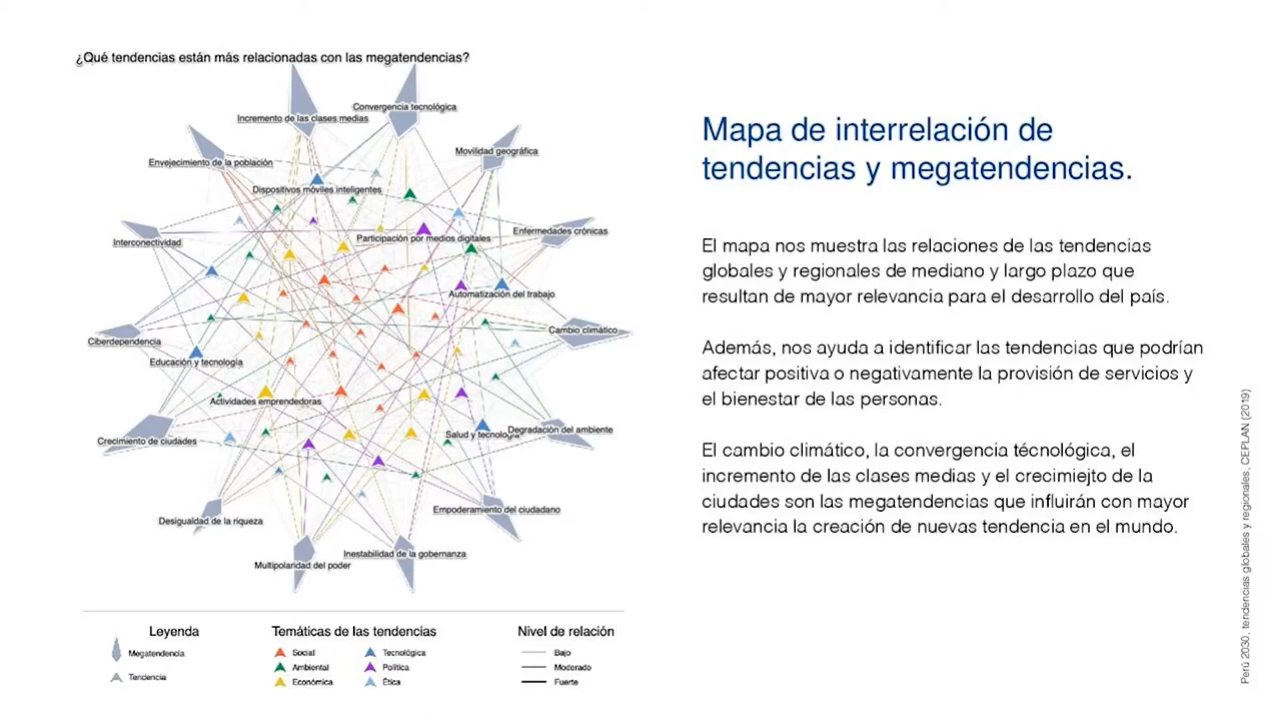 ¿Qué tendencias están más relacionadas con las megatendencias?
Convergencia tecnológica
Incremento de las clases medias
Movilidad geográfica
Envejecimiento de la población
Dispositivos móviles inteligentes
Enfermedades crónicas
Participación por medios digitales
Interconectividad
Automatización del trabajo
Cambio climático
Ciberdependencia
Educación y tecnología
Actividades emprendedoras
Degradación del ambiente
Salud y tecnología
Crecimiento de ciudades
Empoderamiento del ciudadano
Desigualdad de la riqueza
Inestabilidad de la gobernanza
Multipolaridad del poder
Leyenda
Megatendencia
Tendencia
Temáticas de las tendencias
Social
Ambiental
Económica
Tecnológica
Política
Ética
Nivel de relación
Bajo
Moderado
Fuerte
Mapa de interrelación de
tendencias y megatendencias.
El mapa nos muestra las relaciones de las tendencias
globales y regionales de mediano y largo plazo que
resultan de mayor relevancia para el desarrollo del país.
Además, nos ayuda a identificar las tendencias que podrían
afectar positiva o negativamente la provisión de servicios y
el bienestar de las personas.
El cambio climático, la convergencia técnológica, el
incremento de las clases medias y el crecimiejto de la
ciudades son las megatendencias que influirán con mayor
relevancia la creación de nuevas tendencia en el mundo.
Perú 2030, tendencias globales y regionales, CEPLAN (2019)